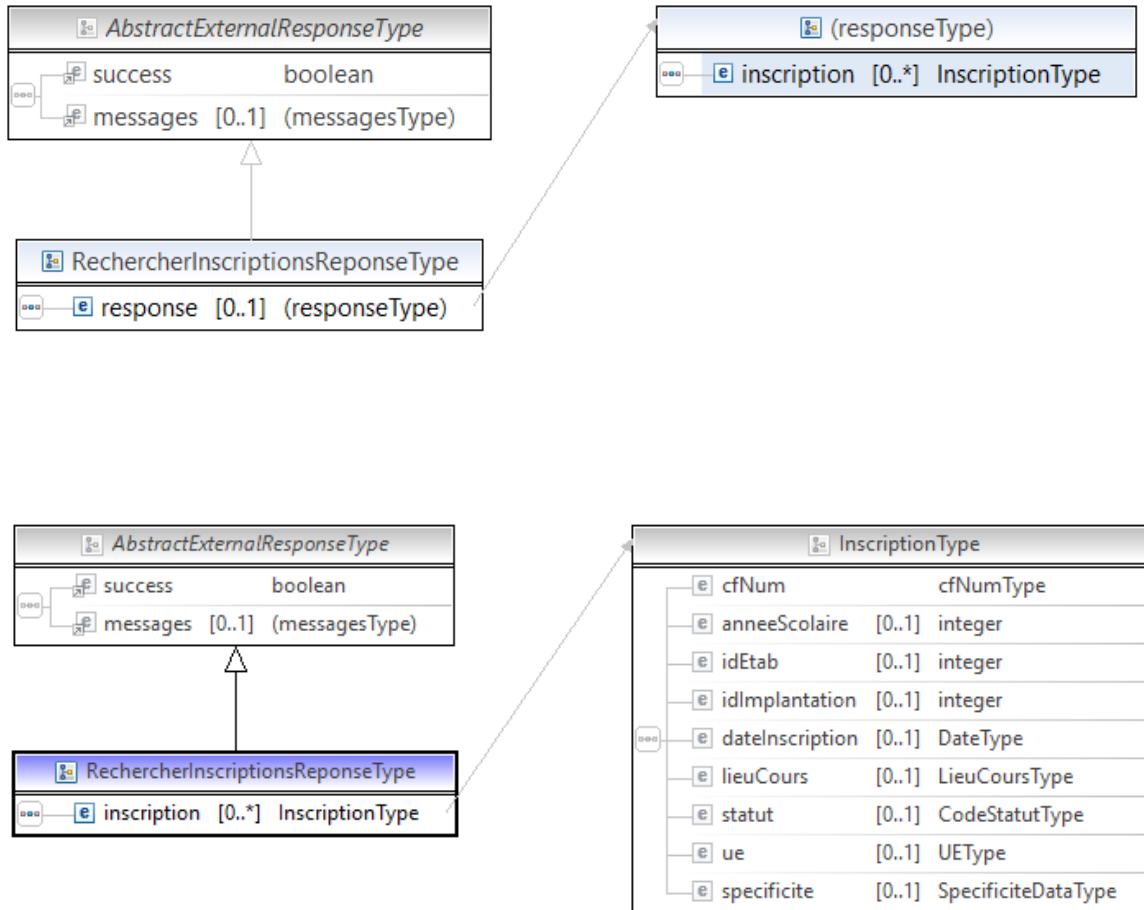 AbstractExternalResponseType
success boolean
messages [0..1] (messagesType)
(responseType)
inscription [0..*] InscriptionType
RechercherInscriptionsReponseType
response [0..1] (responseType)
AbstractExternalResponseType
success boolean
messages [0..1] (messagesType)
RechercherInscriptionsReponseType
inscription [0..*] InscriptionType
InscriptionType
cfNum cfNumType
anneeScolaire [0..1] integer
idEtab [0..1] integer
idImplantation [0..1] integer
dateInscription [0..1] DateType
lieuCours [0..1] LieuCoursType
statut [0..1] CodeStatutType
ue [0..1] UEType
specificite [0..1] SpecificiteDataType